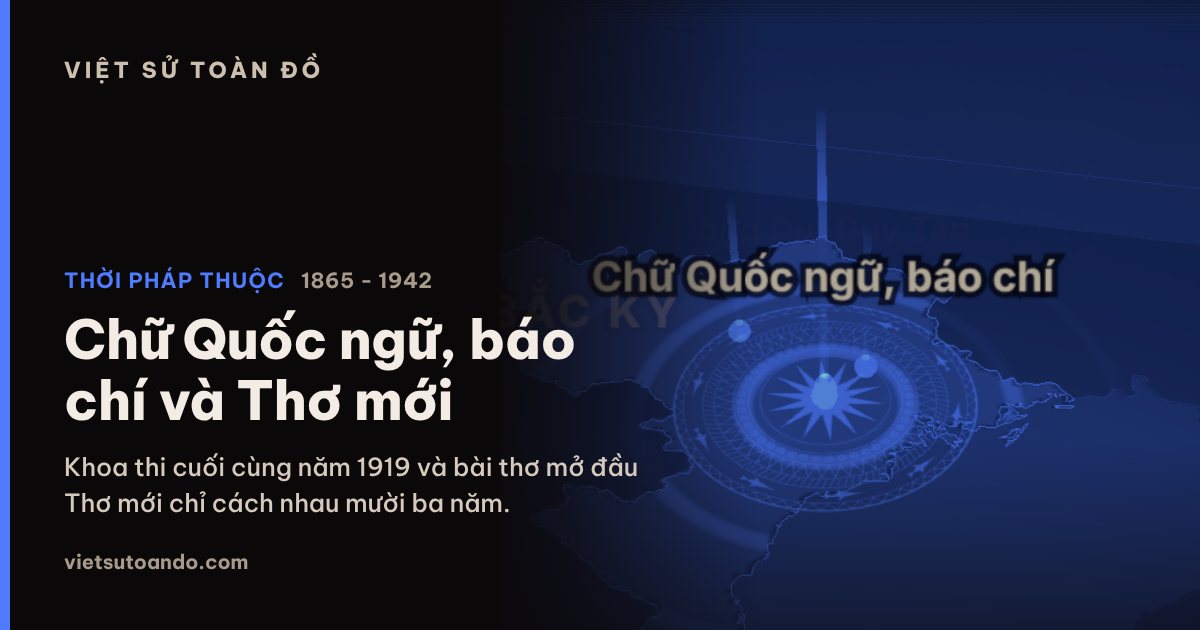 VIỆT SỬ TOÀN ĐỒ
THỜI PHÁP THUỘC 1865 - 1942
Chữ Quốc ngữ, báo
chí và Thơ mới
Khoa thi cuối cùng năm 1919 và bài thơ mở đầu
Thơ mới chỉ cách nhau mười ba năm.
vietsutoando.com
Chữ Quốc ngữ, báo chí
BẮC KỲ